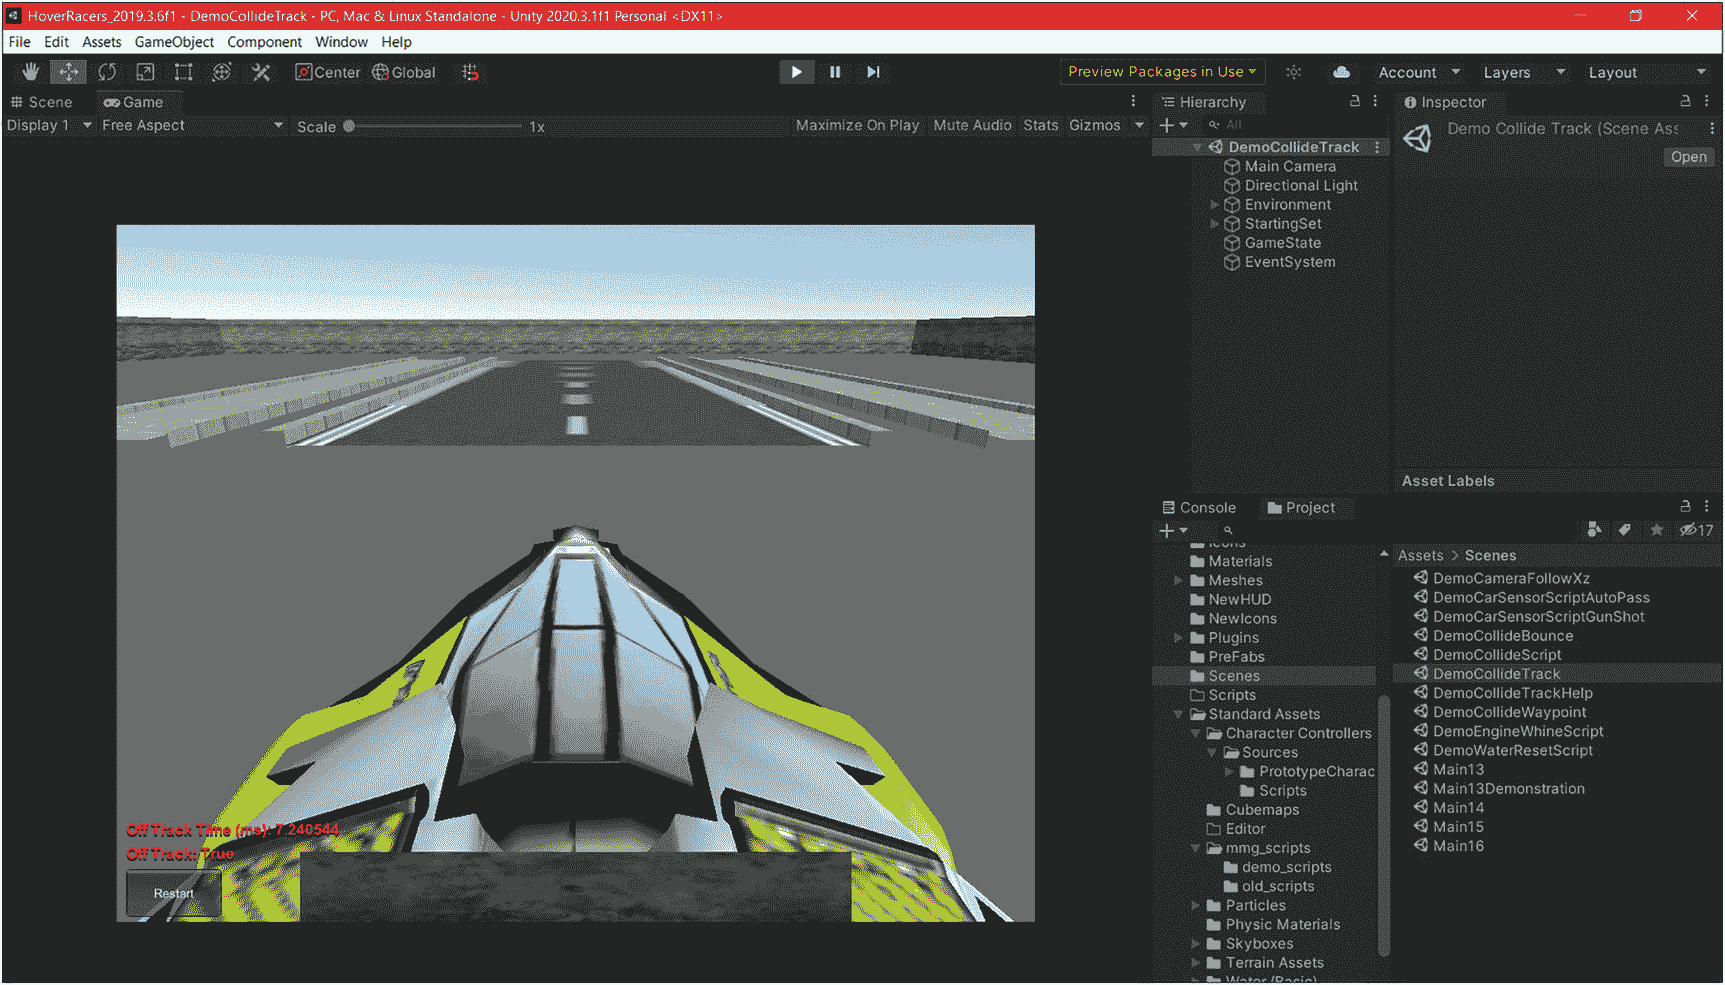 HoverRacers_2019.3.6f1 - DemoCollideTrack - PC, Mac & Linux Standalone - Unity 2020.3.1f1 Personal <DX11>
File Edit Assets GameObject Component Window Help
Center Global Preview Packages in Use Account Layers Layout
Scene Game
Display 1 Free Aspect Scale 1x Maximize On Play Mute Audio Stats Gizmos
Off Track Time (ms): 7.240544
Off Track: True
Restart
Hierarchy
All
DemoCollideTrack
Main Camera
Directional Light
Environment
StartingSet
GameState
EventSystem
Inspector
Demo Collide Track (Scene Ass
Open
Asset Labels
Console Project
17
Icons
Materials
Meshes
NewHUD
NewIcons
Plugins
PreFabs
Scenes
Scripts
Standard Assets
Character Controllers
Sources
PrototypeCharac
Scripts
Cubemaps
Editor
mmg_scripts
demo_scripts
old_scripts
Particles
Physic Materials
Skyboxes
Terrain Assets
Water (Basic)
Assets > Scenes
DemoCameraFollowXz
DemoCarSensorScriptAutoPass
DemoCarSensorScriptGunShot
DemoCollideBounce
DemoCollideScript
DemoCollideTrack
DemoCollideTrackHelp
DemoCollideWaypoint
DemoEngineWhineScript
DemoWaterResetScript
Main13
Main13Demonstration
Main14
Main15
Main16